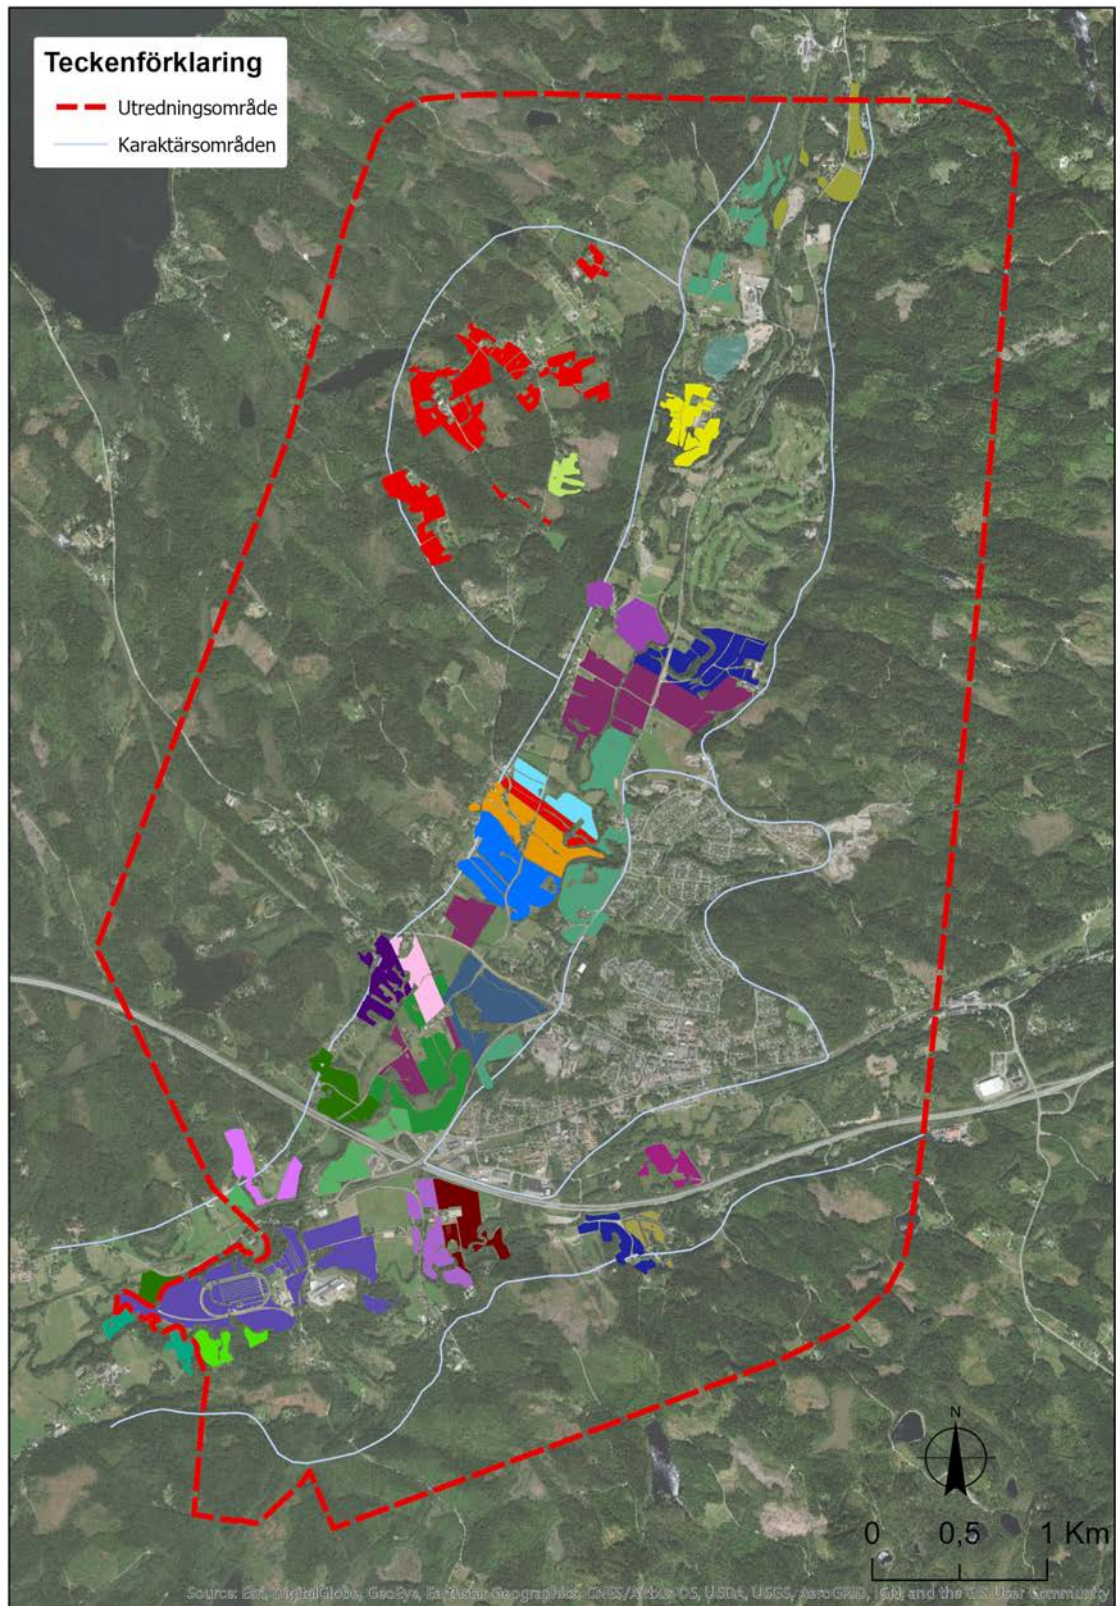 Teckenförklaring
Utredningsområde
Karaktärsområden
N
0 0,5 1 Km
Source: Esri, DigitalGlobe, GeoEye, Earthstar Geographics, CNES/Airbus DS, USDA, USGS, AeroGRID, IGN, and the GIS User Community